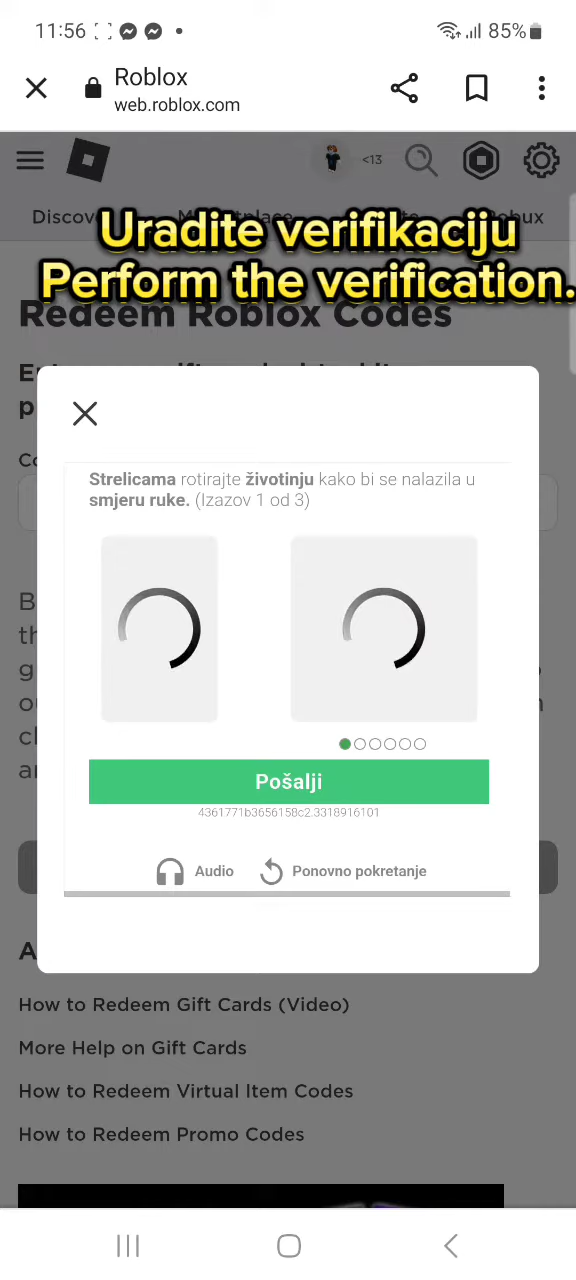 11:56
85%
Roblox
web.roblox.com
<13
Uradite verifikaciju
Perform the verification.
Redeem Roblox Codes
Strelicama rotirajte životinju kako bi se nalazila u
smjeru ruke. (Izazov 1 od 3)
Pošalji
4361771b3656158c2.3318916101
Audio
Ponovno pokretanje
How to Redeem Gift Cards (Video)
More Help on Gift Cards
How to Redeem Virtual Item Codes
How to Redeem Promo Codes